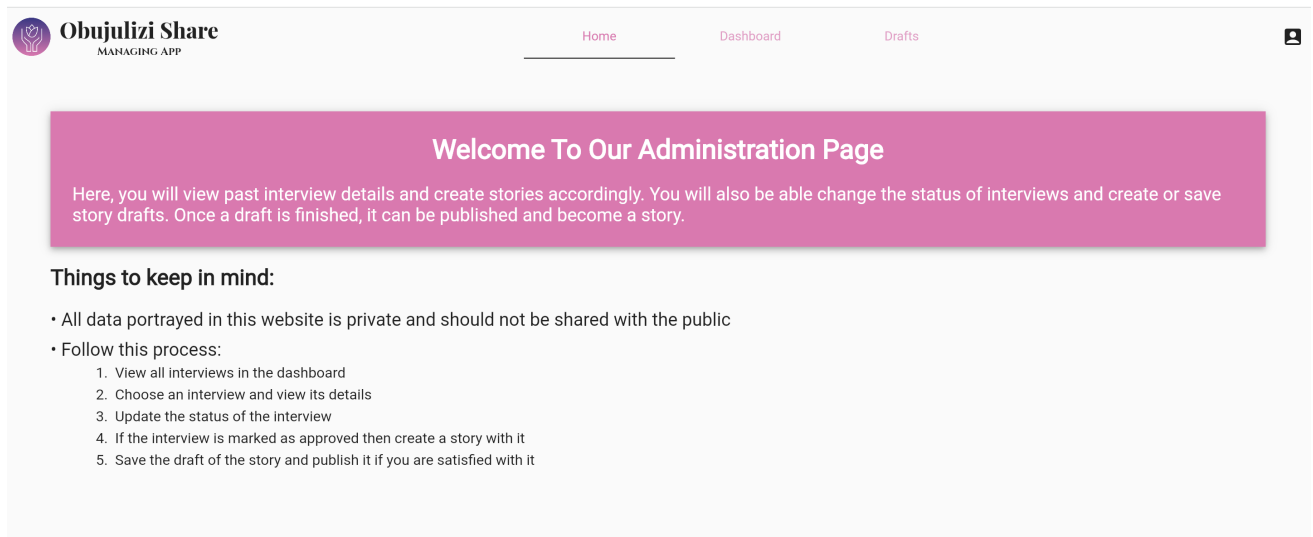 Obujulizi Share
Managing App
Home
Dashboard
Drafts
Welcome To Our Administration Page
Here, you will view past interview details and create stories accordingly. You will also be able change the status of interviews and create or save
story drafts. Once a draft is finished, it can be published and become a story.
Things to keep in mind:
• All data portrayed in this website is private and should not be shared with the public
• Follow this process:
1. View all interviews in the dashboard
2. Choose an interview and view its details
3. Update the status of the interview
4. If the interview is marked as approved then create a story with it
5. Save the draft of the story and publish it if you are satisfied with it